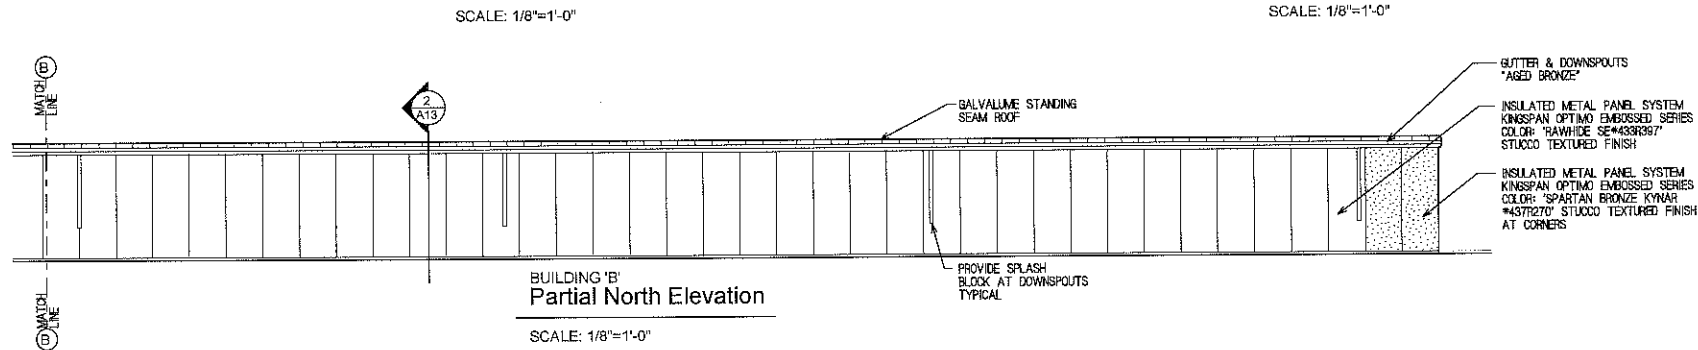 SCALE: 1/8"=1'-0"
SCALE: 1/8"=1'-0"
B
MATCH
LINE
2
A13
GALVALUME STANDING
SEAM ROOF
GUTTER & DOWNSPOUTS
"AGED BRONZE"
INSULATED METAL PANEL SYSTEM
KINGSPAN OPTIMO EMBOSSED SERIES
COLOR: 'RAWHIDE SE#433R397'
STUCCO TEXTURED FINISH
INSULATED METAL PANEL SYSTEM
KINGSPAN OPTIMO EMBOSSED SERIES
COLOR: 'SPARTAN BRONZE KYNAR
#437R270' STUCCO TEXTURED FINISH
AT CORNERS
PROVIDE SPLASH
BLOCK AT DOWNSPOUTS
TYPICAL
MATCH
LINE
B
BUILDING 'B'
Partial North Elevation
SCALE: 1/8"=1'-0"